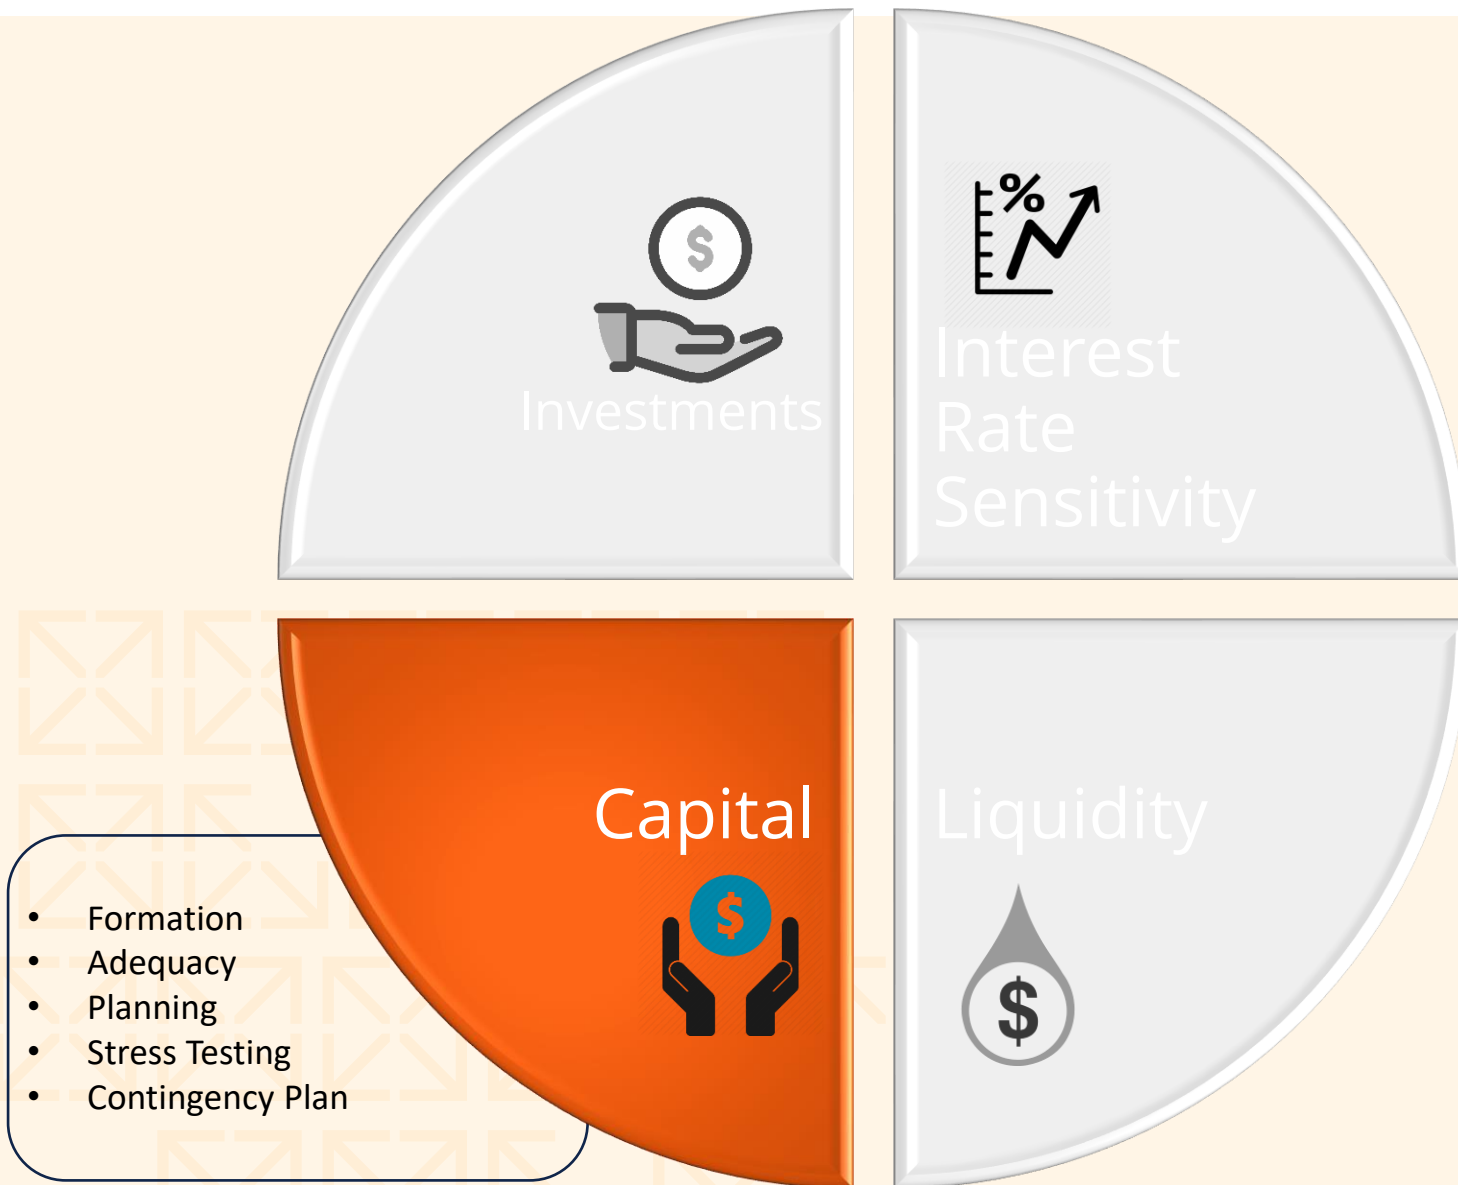 $
Investments
%
Interest
Rate
Sensitivity
Capital
$
Liquidity
$
• Formation
• Adequacy
• Planning
• Stress Testing
• Contingency Plan